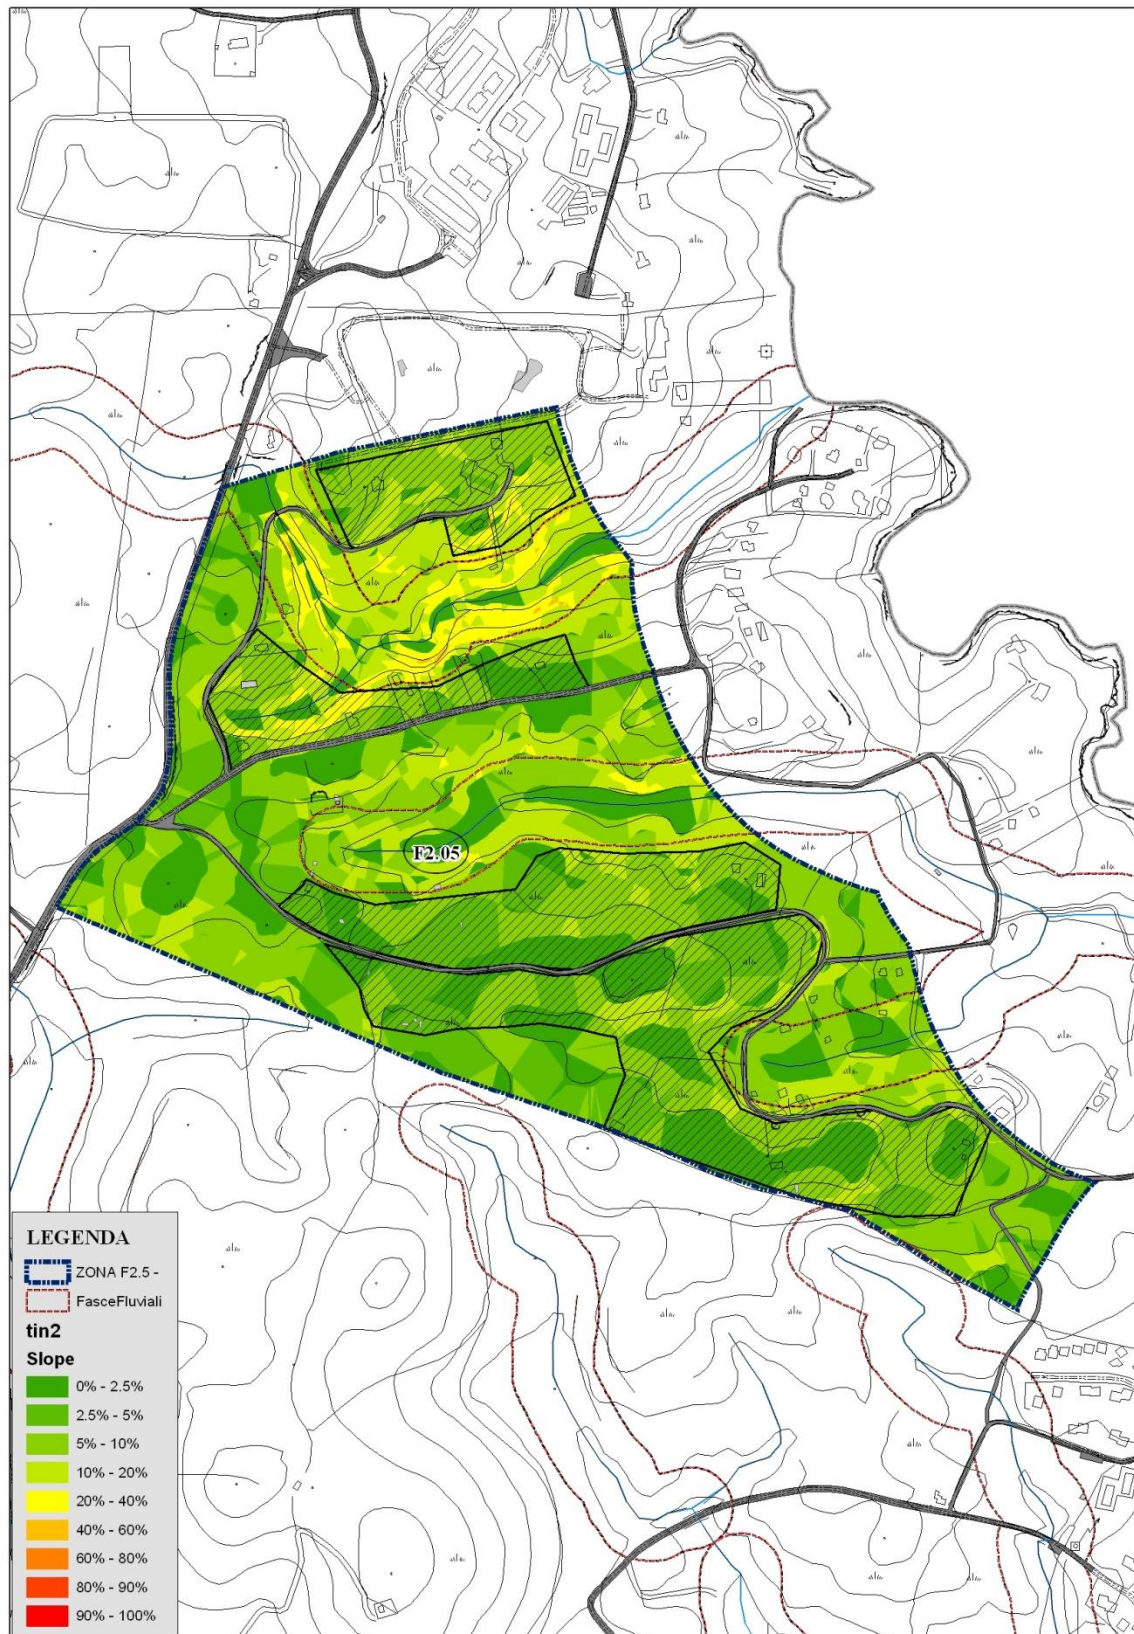 F2.05
LEGENDA
ZONA F2.5 -
FasceFluviali
tin2
Slope
0% - 2.5%
2.5% - 5%
5% - 10%
10% - 20%
20% - 40%
40% - 60%
60% - 80%
80% - 90%
90% - 100%